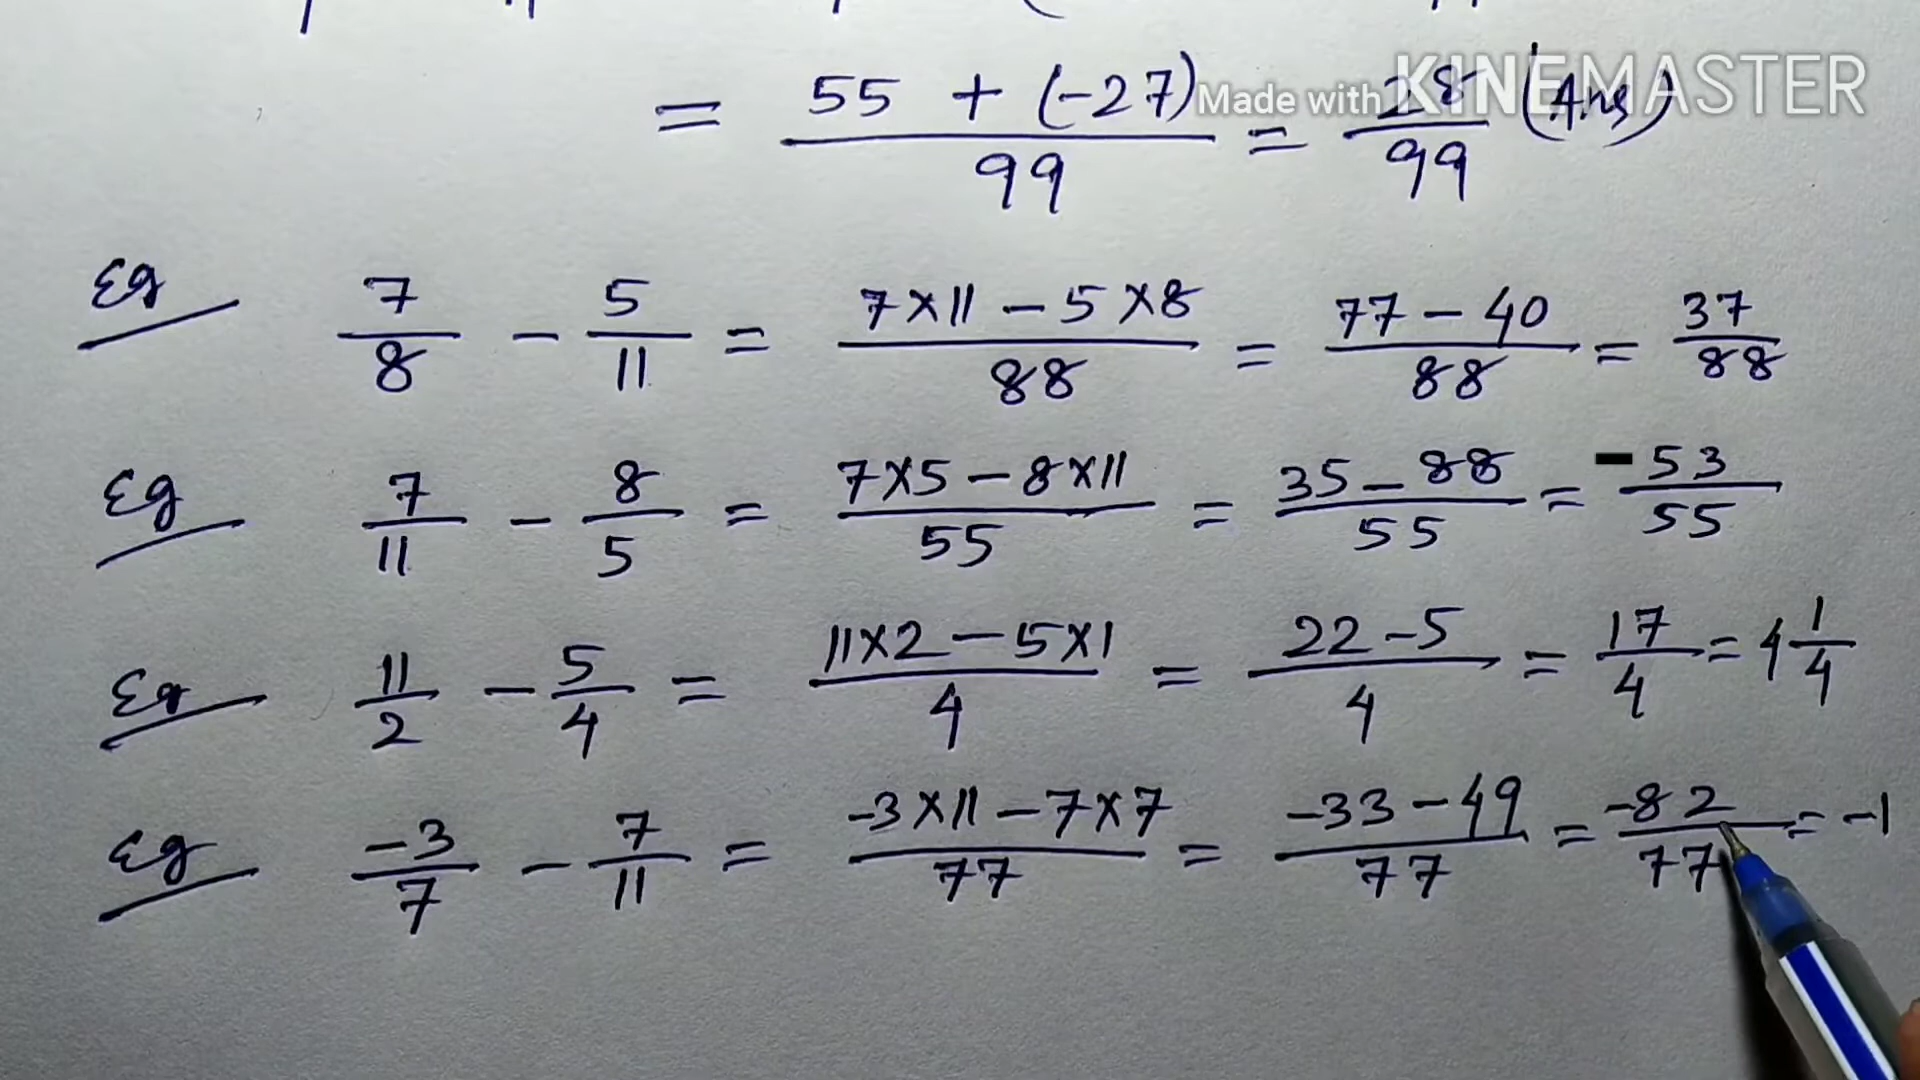 = 55 + (-27) / 99 = 28 / 99 (Ans)
Made with KINEMASTER
Eg 7/8 - 5/11 = 7×11 - 5×8 / 88 = 77 - 40 / 88 = 37/88
Eg 7/11 - 8/5 = 7×5 - 8×11 / 55 = 35 - 88 / 55 = -53/55
Eg 11/2 - 5/4 = 11×2 - 5×1 / 4 = 22 - 5 / 4 = 17/4 = 4 1/4
Eg -3/7 - 7/11 = -3×11 - 7×7 / 77 = -33 - 49 / 77 = -82/77 = -1